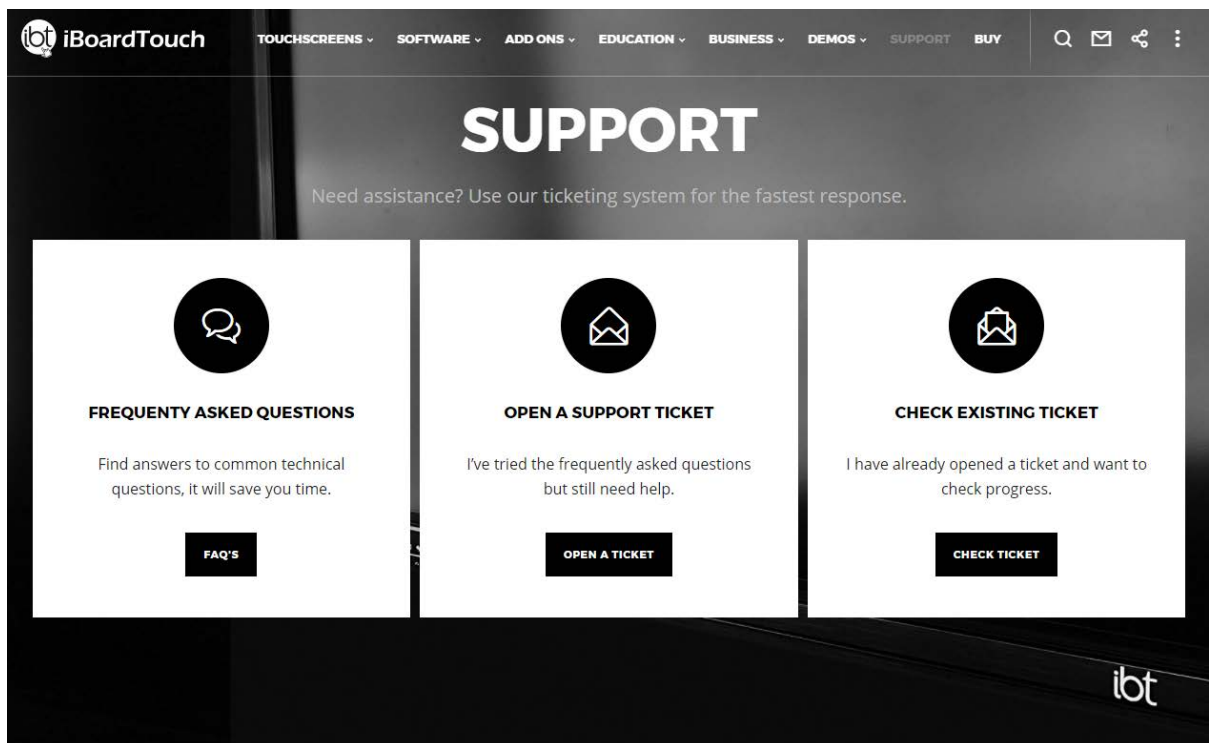 ibt iBoardTouch
TOUCHSCREENS SOFTWARE ADD ONS EDUCATION BUSINESS DEMOS SUPPORT BUY
SUPPORT
Need assistance? Use our ticketing system for the fastest response.
FREQUENTY ASKED QUESTIONS
Find answers to common technical
questions, it will save you time.
FAQ'S
OPEN A SUPPORT TICKET
I've tried the frequently asked questions
but still need help.
OPEN A TICKET
CHECK EXISTING TICKET
I have already opened a ticket and want to
check progress.
CHECK TICKET
ibt